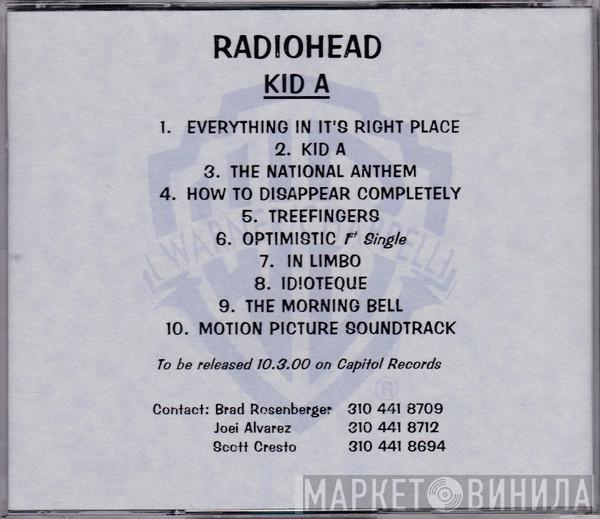 RADIOHEAD
KID A
1. EVERYTHING IN IT'S RIGHT PLACE
2. KID A
3. THE NATIONAL ANTHEM
4. HOW TO DISAPPEAR COMPLETELY
5. TREEFINGERS
6. OPTIMISTIC 1st Single
7. IN LIMBO
8. IDIOTEQUE
9. THE MORNING BELL
10. MOTION PICTURE SOUNDTRACK
To be released 10.3.00 on Capitol Records
Contact: Brad Rosenberger 310 441 8709
Joei Alvarez 310 441 8712
Scott Cresto 310 441 8694
®
МАРКЕТ ВИНИЛА